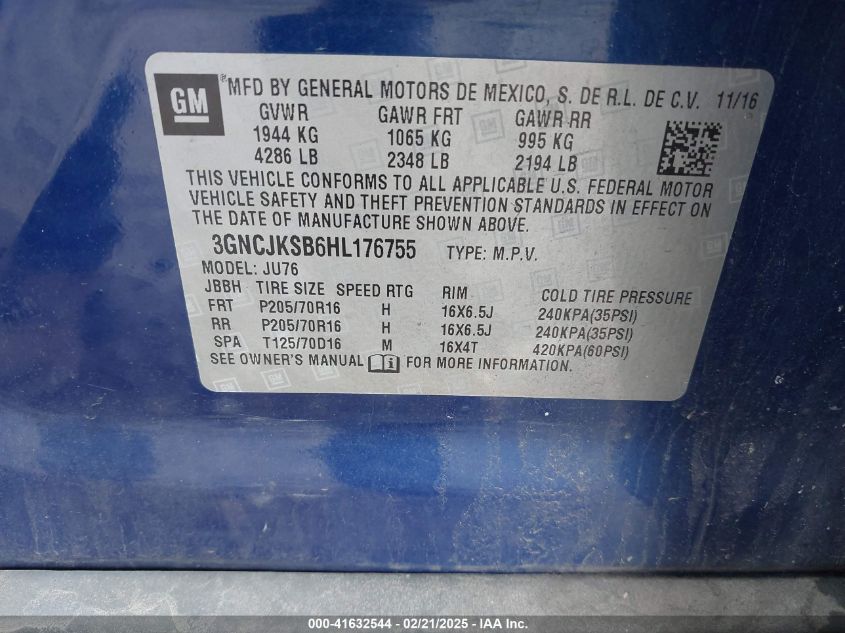 GM ® MFD BY GENERAL MOTORS DE MEXICO, S. DE R.L. DE C.V. 11/16
GVWR GAWR FRT GAWR RR
1944 KG 1065 KG 995 KG
4286 LB 2348 LB 2194 LB
THIS VEHICLE CONFORMS TO ALL APPLICABLE U.S. FEDERAL MOTOR
VEHICLE SAFETY AND THEFT PREVENTION STANDARDS IN EFFECT ON
THE DATE OF MANUFACTURE SHOWN ABOVE.
3GNCJKSB6HL176755 TYPE: M.P.V.
MODEL: JU76
JBBH TIRE SIZE SPEED RTG RIM COLD TIRE PRESSURE
FRT P205/70R16 H 16X6.5J 240KPA(35PSI)
RR P205/70R16 H 16X6.5J 240KPA(35PSI)
SPA T125/70D16 M 16X4T 420KPA(60PSI)
SEE OWNER'S MANUAL FOR MORE INFORMATION.
000-41632544 - 02/21/2025 - Copyright © IAA, Inc.